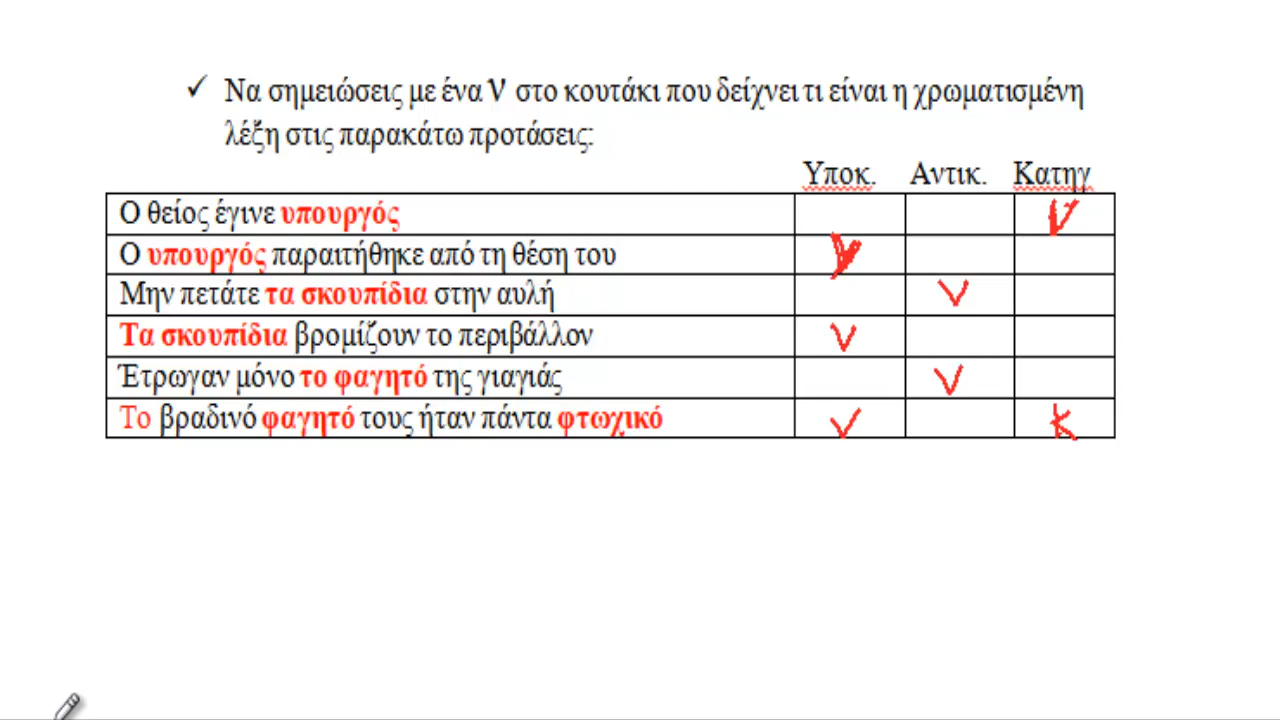 ✓ Να σημειώσεις με ένα ν στο κουτάκι που δείχνει τι είναι η χρωματισμένη
λέξη στις παρακάτω προτάσεις:
Υποκ. Αντικ. Κατηγ
Ο θείος έγινε υπουργός ν
Ο υπουργός παραιτήθηκε από τη θέση του ν
Μην πετάτε τα σκουπίδια στην αυλή ν
Τα σκουπίδια βρομίζουν το περιβάλλον ν
Έτρωγαν μόνο το φαγητό της γιαγιάς ν
Το βραδινό φαγητό τους ήταν πάντα φτωχικό ν κ